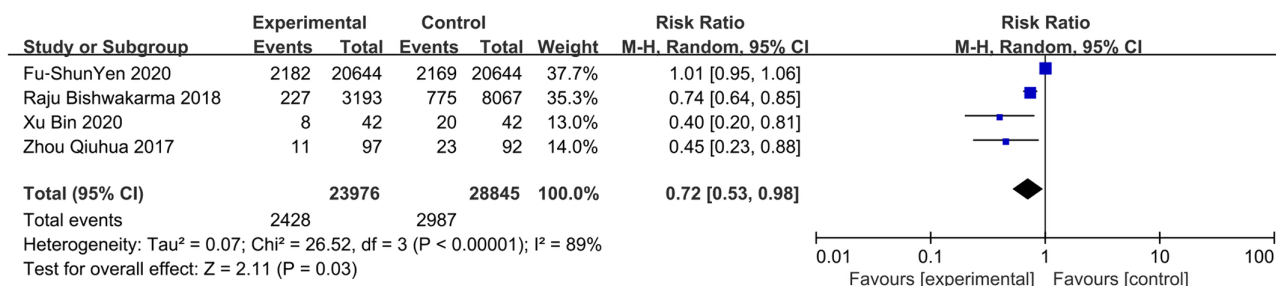 Experimental Control Risk Ratio Risk Ratio
Study or Subgroup Events Total Events Total Weight M-H, Random, 95% CI M-H, Random, 95% CI
Fu-ShunYen 2020 2182 20644 2169 20644 37.7% 1.01 [0.95, 1.06]
Raju Bishwakarma 2018 227 3193 775 8067 35.3% 0.74 [0.64, 0.85]
Xu Bin 2020 8 42 20 42 13.0% 0.40 [0.20, 0.81]
Zhou Qiuhua 2017 11 97 23 92 14.0% 0.45 [0.23, 0.88]
Total (95% CI) 23976 28845 100.0% 0.72 [0.53, 0.98]
Total events 2428 2987
Heterogeneity: Tau² = 0.07; Chi² = 26.52, df = 3 (P < 0.00001); I² = 89%
Test for overall effect: Z = 2.11 (P = 0.03)
0.01 0.1 1 10 100
Favours [experimental] Favours [control]